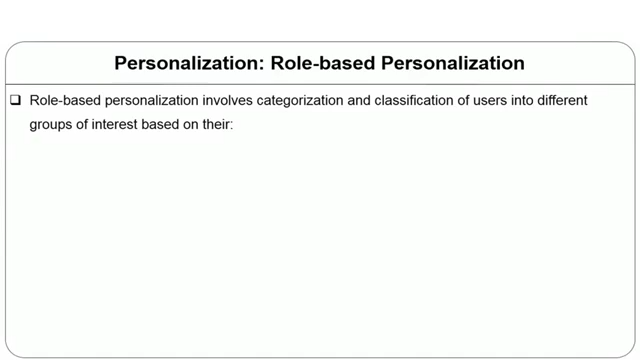 Personalization: Role-based Personalization
Role-based personalization involves categorization and classification of users into different
groups of interest based on their: